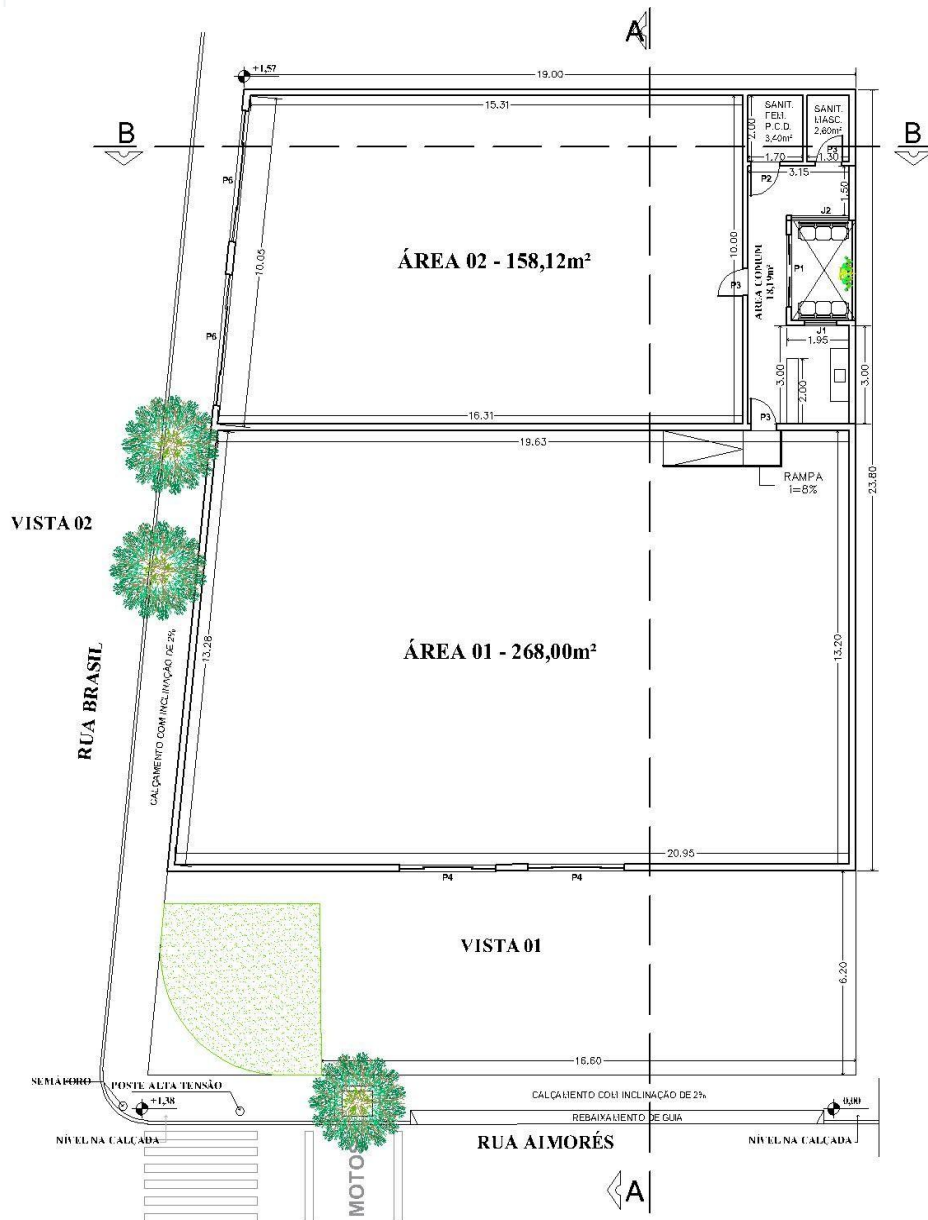 A
+1,57
19.00
15.31
SANIT.
FEM.
P.C.D.
3,40m²
SANIT.
MASC.
2,60m²
2.00
B
B
P3
1.70
1.30
3.15
P2
P6
1.50
J2
10.05
10.00
ÁREA 02 - 158,12m²
P1
P3
ÁREA COMUM
18,19m²
P6
J1
1.95
3.00
2.00
3.00
16.31
P3
19.63
RAMPA
i=8%
23.80
VISTA 02
13.28
ÁREA 01 - 268,00m²
13.20
RUA BRASIL
CALÇAMENTO COM INCLINAÇÃO DE 2%
20.95
P4
P4
VISTA 01
6.20
16.60
SEMÁFORO
POSTE ALTA TENSÃO
CALÇAMENTO COM INCLINAÇÃO DE 2%
+1,38
0,00
REBAIXAMENTO DE GUIA
NÍVEL NA CALÇADA
RUA AIMORÉS
NÍVEL NA CALÇADA
MOTOS
A